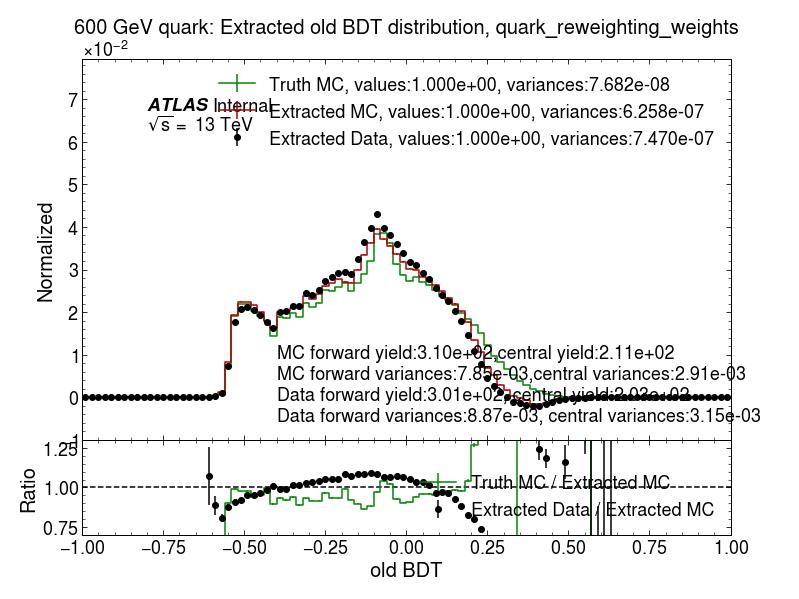 600 GeV quark: Extracted old BDT distribution, quark_reweighting_weights
×10⁻²
Truth MC, values:1.000e+00, variances:7.682e-08
ATLAS Internal
Extracted MC, values:1.000e+00, variances:6.258e-07
√s = 13 TeV
Extracted Data, values:1.000e+00, variances:7.470e-07
7
6
5
4
3
2
1
0
1
Normalized
MC forward yield:3.10e+02,central yield:2.11e+02
MC forward variances:7.85e-03,central variances:2.91e-03
Data forward yield:3.01e+02, central yield:2.03e+02
Data forward variances:8.87e-03, central variances:3.15e-03
1.25
1.00
0.75
Ratio
Truth MC / Extracted MC
Extracted Data / Extracted MC
−1.00 −0.75 −0.50 −0.25 0.00 0.25 0.50 0.75 1.00
old BDT